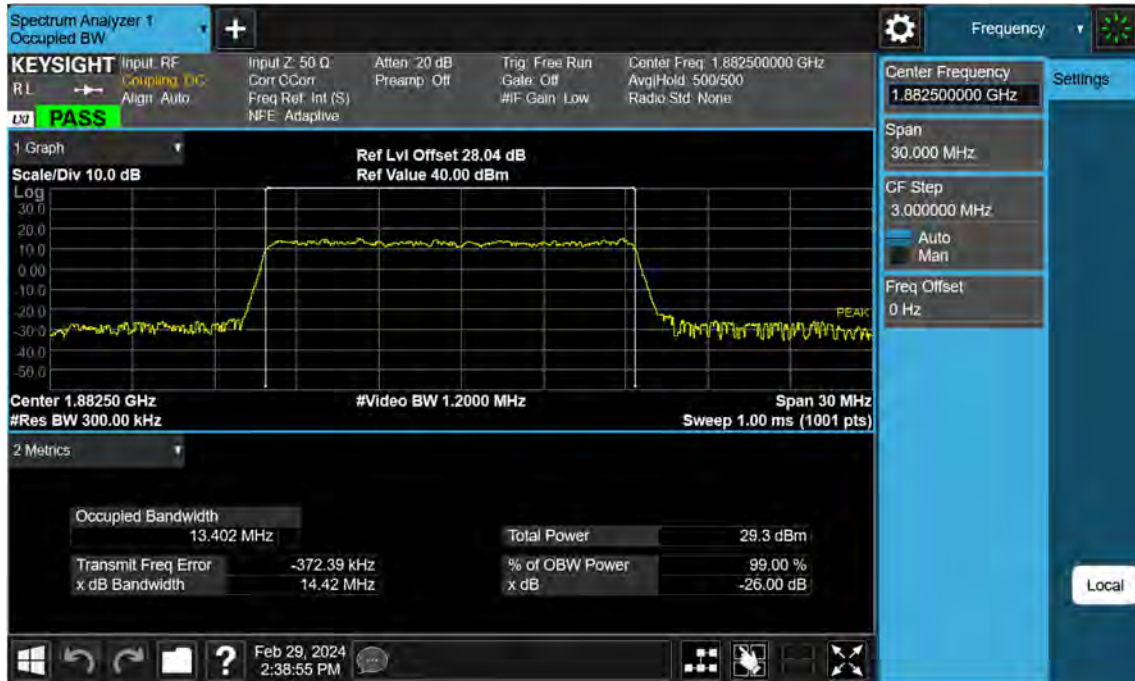 Spectrum Analyzer 1
Occupied BW
+
Frequency
KEYSIGHT
R L
LXI
PASS
Input: RF
Coupling: DC
Align: Auto
Input Z: 50 Ω
Corr CCorr
Freq Ref: Int (S)
NFE: Adaptive
Atten: 20 dB
Preamp: Off
Trig: Free Run
Gate: Off
#IF Gain: Low
Center Freq: 1.882500000 GHz
Avg|Hold: 500/500
Radio Std: None
Center Frequency
1.882500000 GHz
Settings
Span
30.000 MHz
CF Step
3.000000 MHz
Auto
Man
Freq Offset
0 Hz
1 Graph
Scale/Div 10.0 dB
Ref Lvl Offset 28.04 dB
Ref Value 40.00 dBm
Log
30.0
20.0
10.0
0.00
-10.0
-20.0
-30.0
-40.0
-50.0
PEAK
Center 1.88250 GHz
#Video BW 1.2000 MHz
Span 30 MHz
#Res BW 300.00 kHz
Sweep 1.00 ms (1001 pts)
2 Metrics
Occupied Bandwidth
13.402 MHz
Total Power 29.3 dBm
Transmit Freq Error -372.39 kHz
% of OBW Power 99.00 %
x dB Bandwidth 14.42 MHz
x dB -26.00 dB
Local
?
Feb 29, 2024
2:38:55 PM